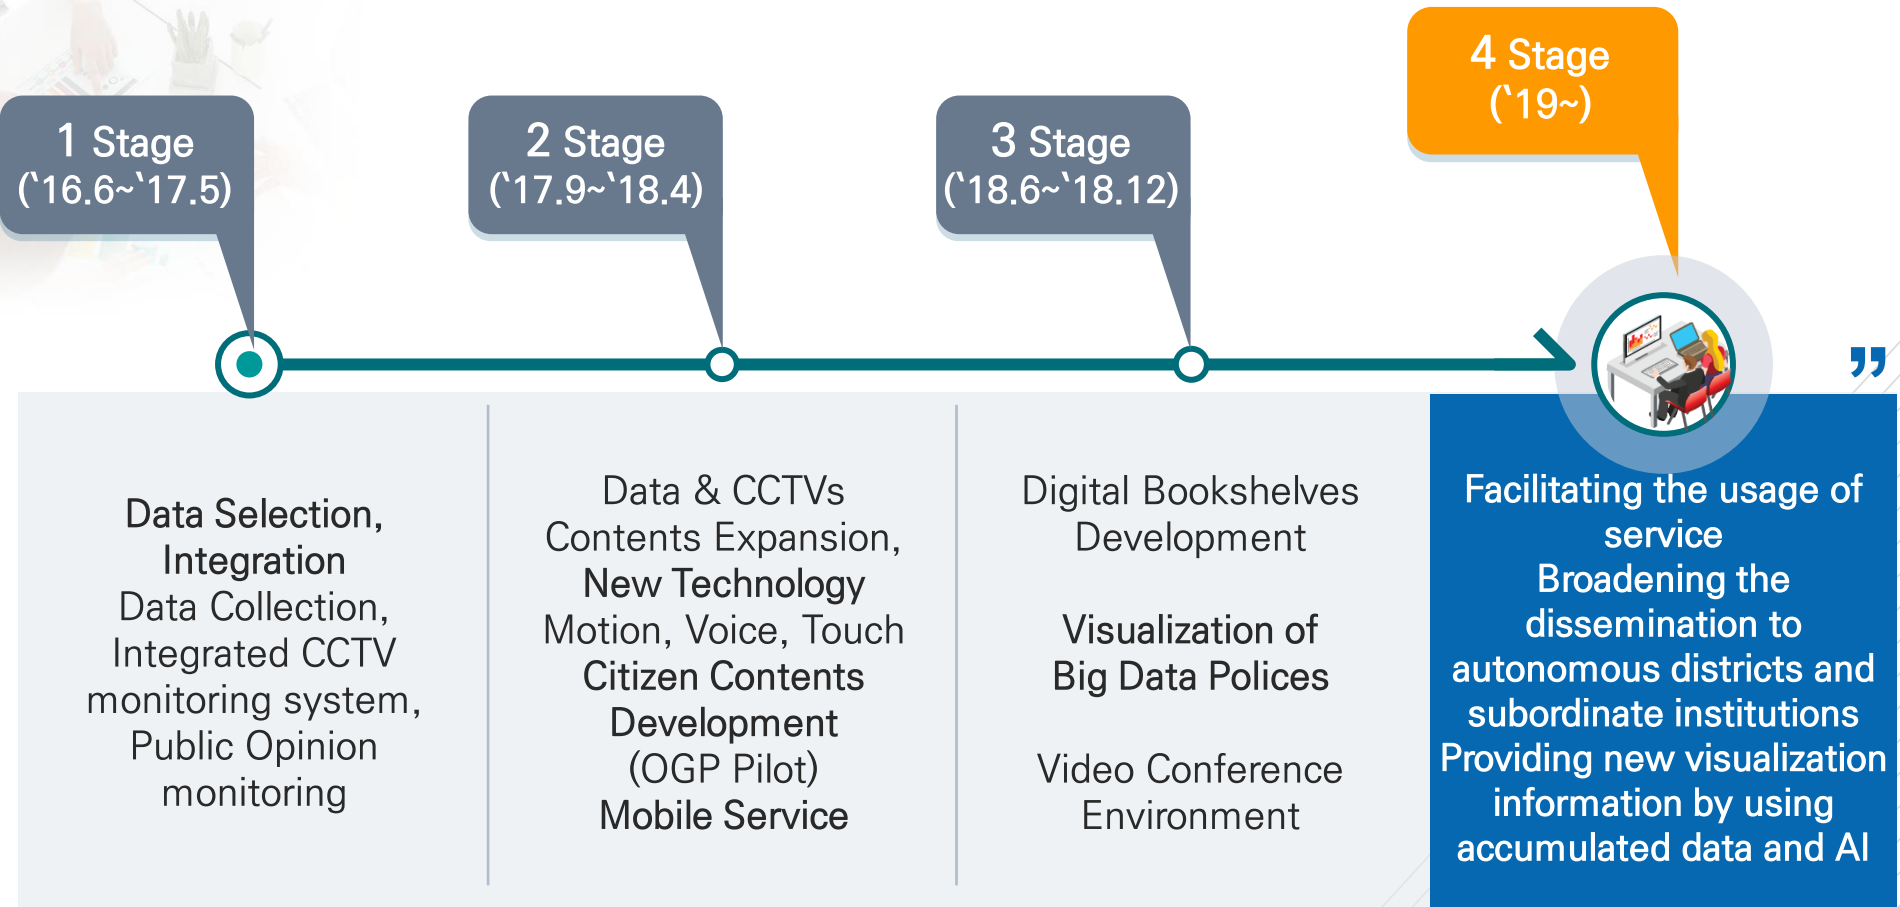 1 Stage
(‘16.6~‘17.5)
2 Stage
(‘17.9~‘18.4)
3 Stage
(‘18.6~‘18.12)
4 Stage
(‘19~)
”
Data Selection,
Integration
Data Collection,
Integrated CCTV
monitoring system,
Public Opinion
monitoring
Data & CCTVs
Contents Expansion,
New Technology
Motion, Voice, Touch
Citizen Contents
Development
(OGP Pilot)
Mobile Service
Digital Bookshelves
Development
Visualization of
Big Data Polices
Video Conference
Environment
Facilitating the usage of
service
Broadening the
dissemination to
autonomous districts and
subordinate institutions
Providing new visualization
information by using
accumulated data and AI